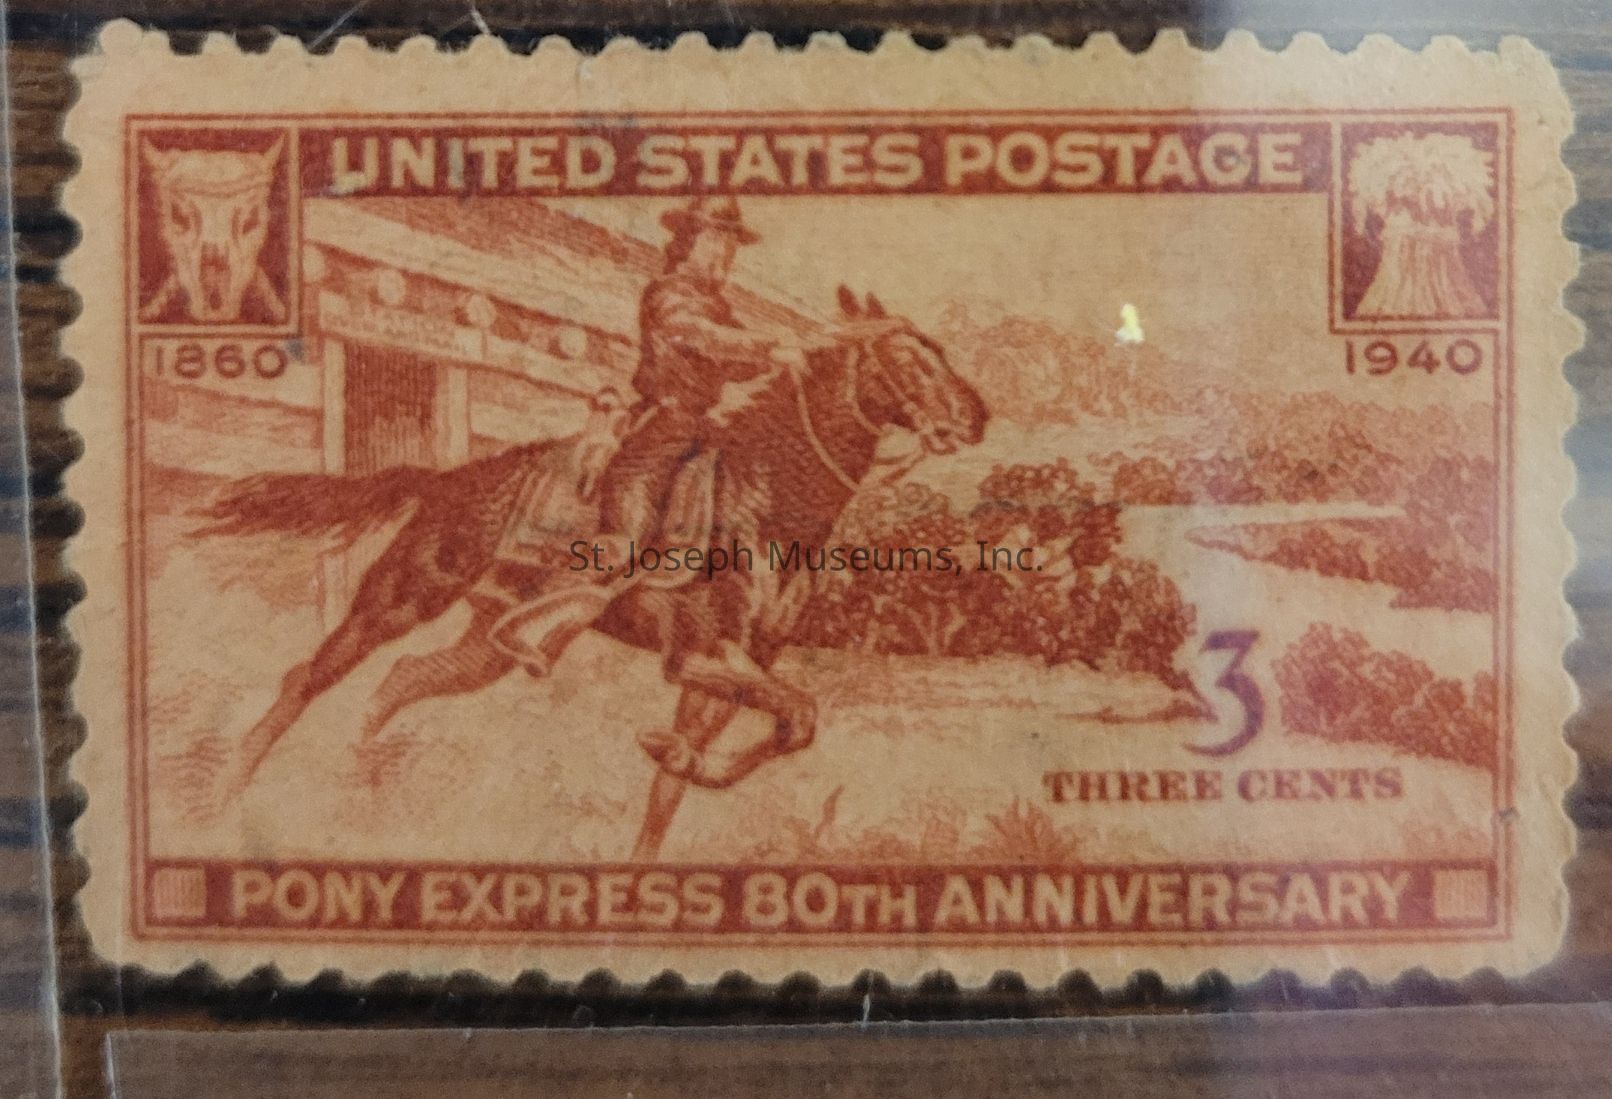 UNITED STATES POSTAGE
1860
1940
St. Joseph Museums, Inc.
3
THREE CENTS
PONY EXPRESS 80TH ANNIVERSARY